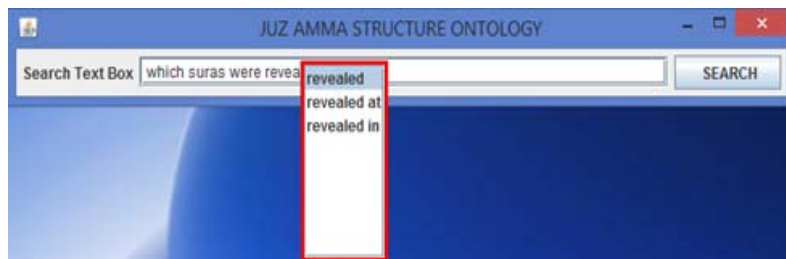 JUZ AMMA STRUCTURE ONTOLOGY
Search Text Box which suras were revea SEARCH
revealed
revealed at
revealed in